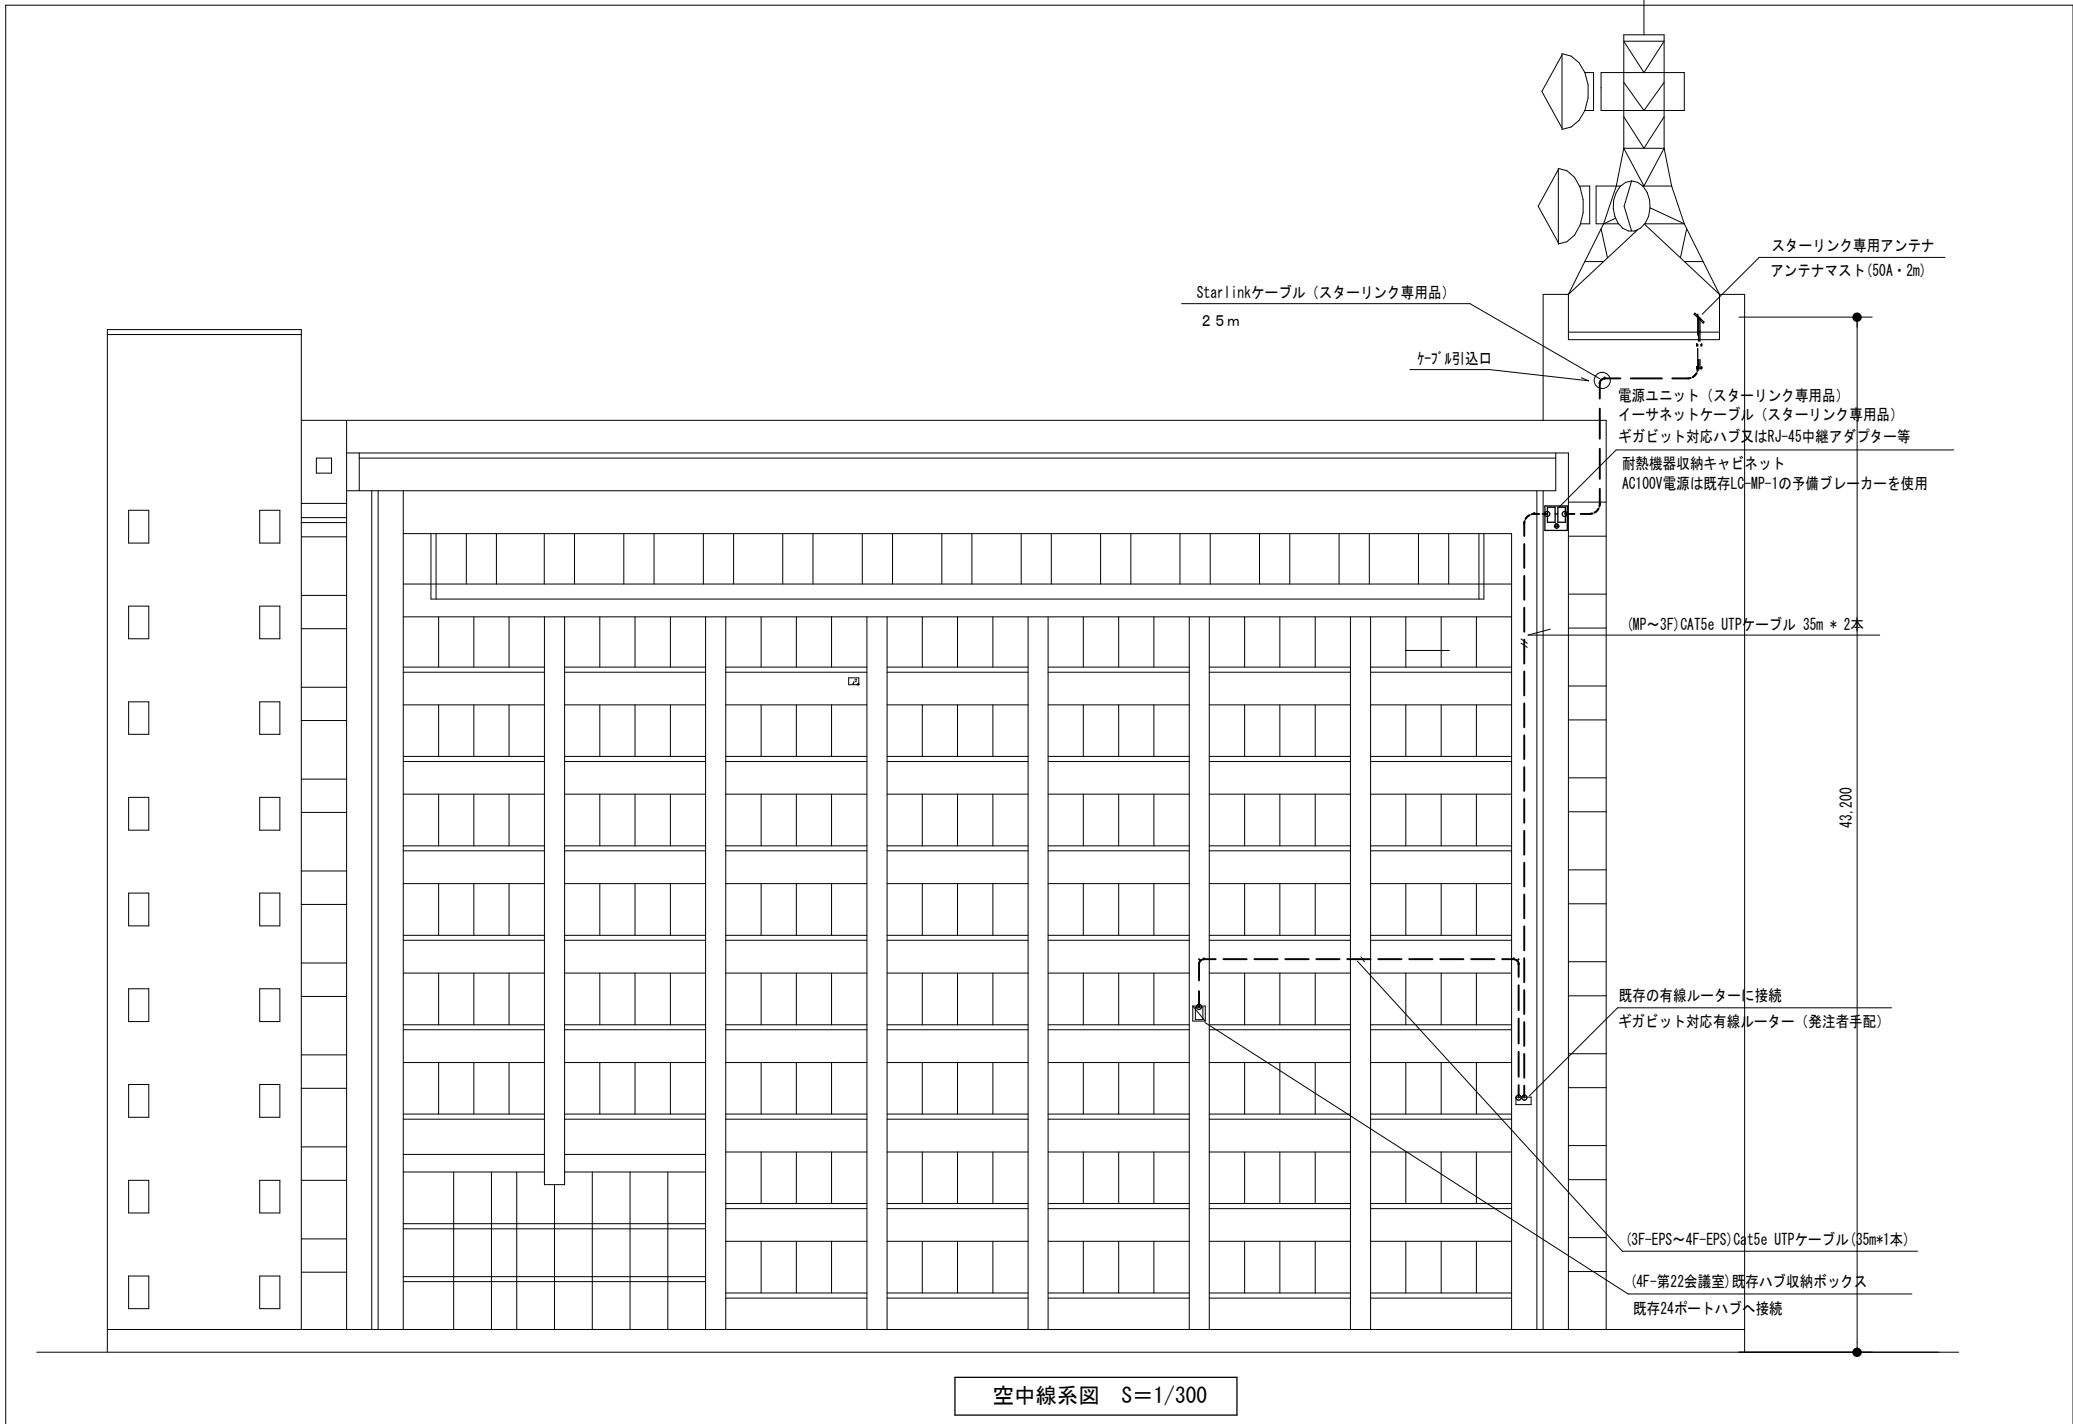 スターリンク専用アンテナ
アンテナマスト(50A・2m)
Starlinkケーブル（スターリンク専用品）
２５ｍ
ｹｰﾌﾞﾙ引込口
電源ユニット（スターリンク専用品）
イーサネットケーブル（スターリンク専用品）
ギガビット対応ハブ又はRJ-45中継アダプター等
耐熱機器収納キャビネット
AC100V電源は既存LC-MP-1の予備ブレーカーを使用
(MP～3F)CAT5e UTPケーブル 35m * 2本
43,200
既存の有線ルーターに接続
ギガビット対応有線ルーター（発注者手配）
(3F-EPS～4F-EPS)Cat5e UTPケーブル(35m*1本)
(4F-第22会議室)既存ハブ収納ボックス
既存24ポートハブへ接続
空中線系図　S＝1/300